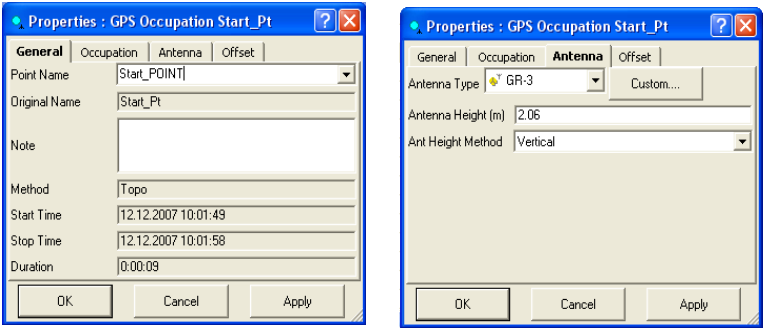 Properties : GPS Occupation Start_Pt
General Occupation Antenna Offset
Point Name Start_POINT
Original Name Start_Pt
Note
Method Topo
Start Time 12.12.2007 10:01:49
Stop Time 12.12.2007 10:01:58
Duration 0:00:09
OK Cancel Apply
Properties : GPS Occupation Start_Pt
General Occupation Antenna Offset
Antenna Type GR-3 Custom....
Antenna Height (m) 2.06
Ant Height Method Vertical
OK Cancel Apply